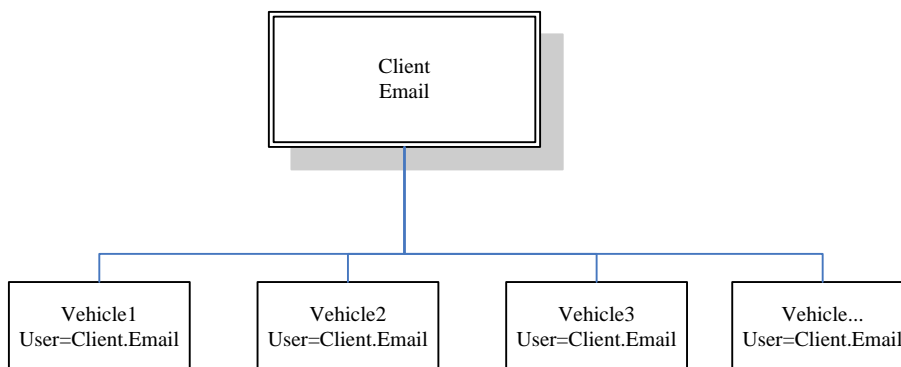 Client
Email
Vehicle1
User=Client.Email
Vehicle2
User=Client.Email
Vehicle3
User=Client.Email
Vehicle...
User=Client.Email